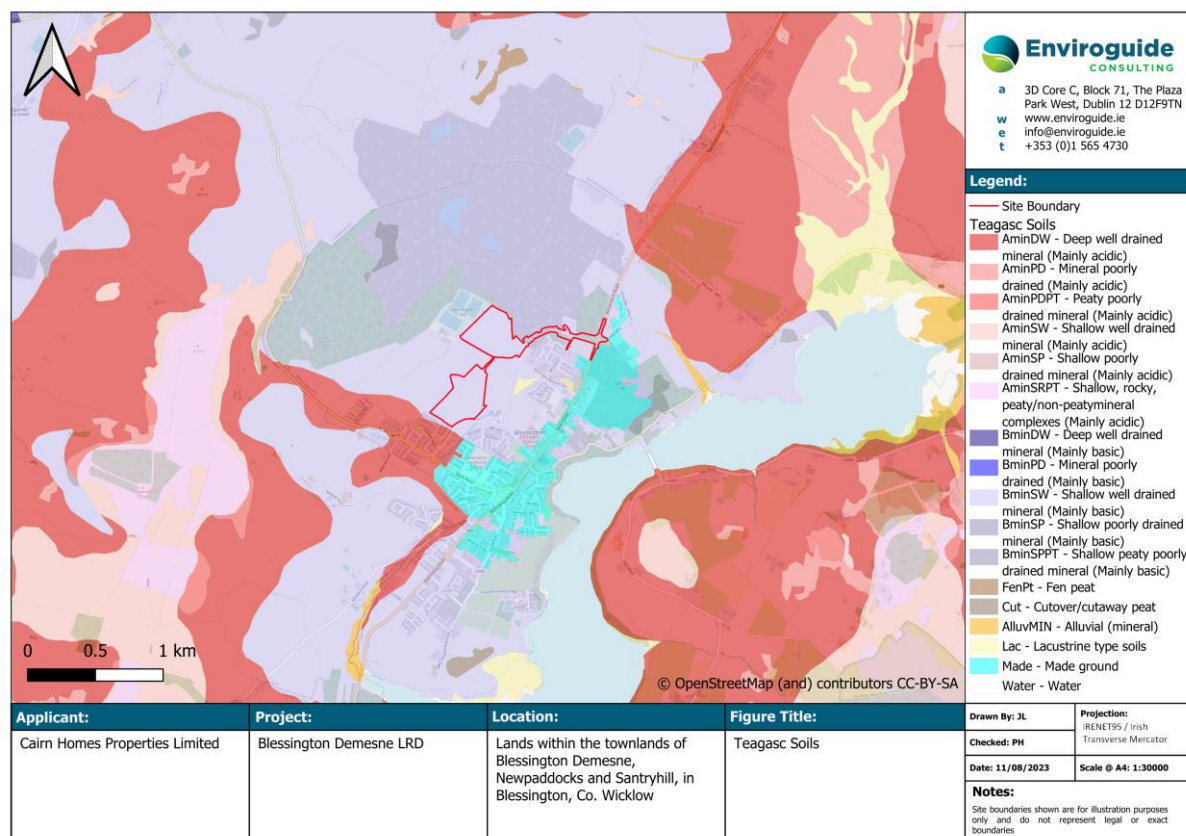 Enviroguide
CONSULTING
a 3D Core C, Block 71, The Plaza
Park West, Dublin 12 D12F9TN
w www.enviroguide.ie
e info@enviroguide.ie
t +353 (0)1 565 4730
Legend:
Site Boundary
Teagasc Soils
AminDW - Deep well drained
mineral (Mainly acidic)
AminPD - Mineral poorly
drained (Mainly acidic)
AminPDPT - Peaty poorly
drained mineral (Mainly acidic)
AminSW - Shallow well drained
mineral (Mainly acidic)
AminSP - Shallow poorly
drained mineral (Mainly acidic)
AminSRPT - Shallow, rocky,
peaty/non-peatymineral
complexes (Mainly acidic)
BminDW - Deep well drained
mineral (Mainly basic)
BminPD - Mineral poorly
drained (Mainly basic)
BminSW - Shallow well drained
mineral (Mainly basic)
BminSP - Shallow poorly drained
mineral (Mainly basic)
BminSPPT - Shallow peaty poorly
drained mineral (Mainly basic)
FenPt - Fen peat
Cut - Cutover/cutaway peat
AlluvMIN - Alluvial (mineral)
Lac - Lacustrine type soils
Made - Made ground
Water - Water
0 0.5 1 km
© OpenStreetMap (and) contributors CC-BY-SA
Applicant:
Cairn Homes Properties Limited
Project:
Blessington Demesne LRD
Location:
Lands within the townlands of
Blessington Demesne,
Newpaddocks and Santryhill, in
Blessington, Co. Wicklow
Figure Title:
Teagasc Soils
Drawn By: JL
Checked: PH
Date: 11/08/2023
Projection:
IRENET95 / Irish
Transverse Mercator
Scale @ A4: 1:30000
Notes:
Site boundaries shown are for illustration purposes
only and do not represent legal or exact
boundaries